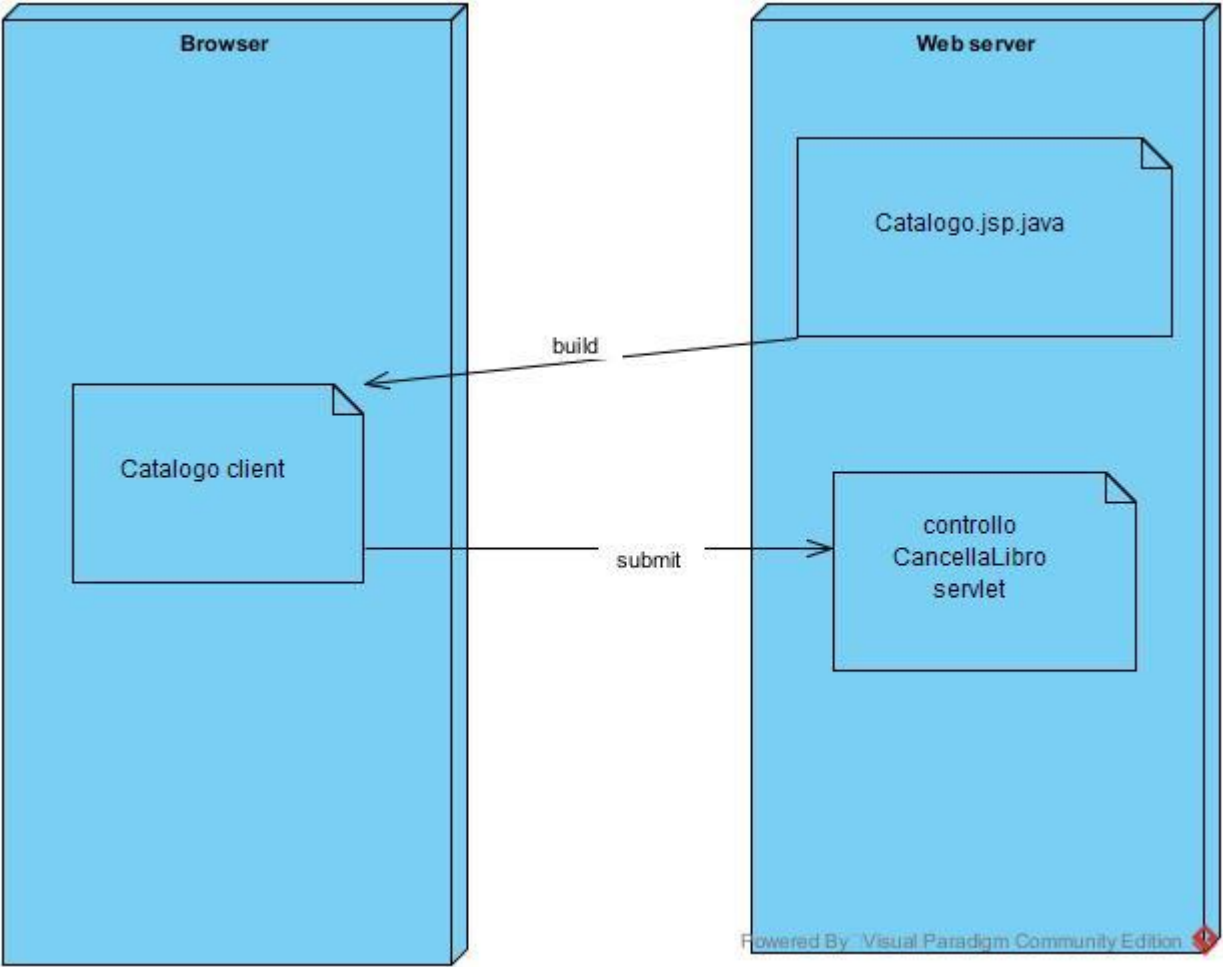 Browser
Web server
Catalogo.jsp.java
build
Catalogo client
controllo
CancellaLibro
servlet
submit
Powered By Visual Paradigm Community Edition